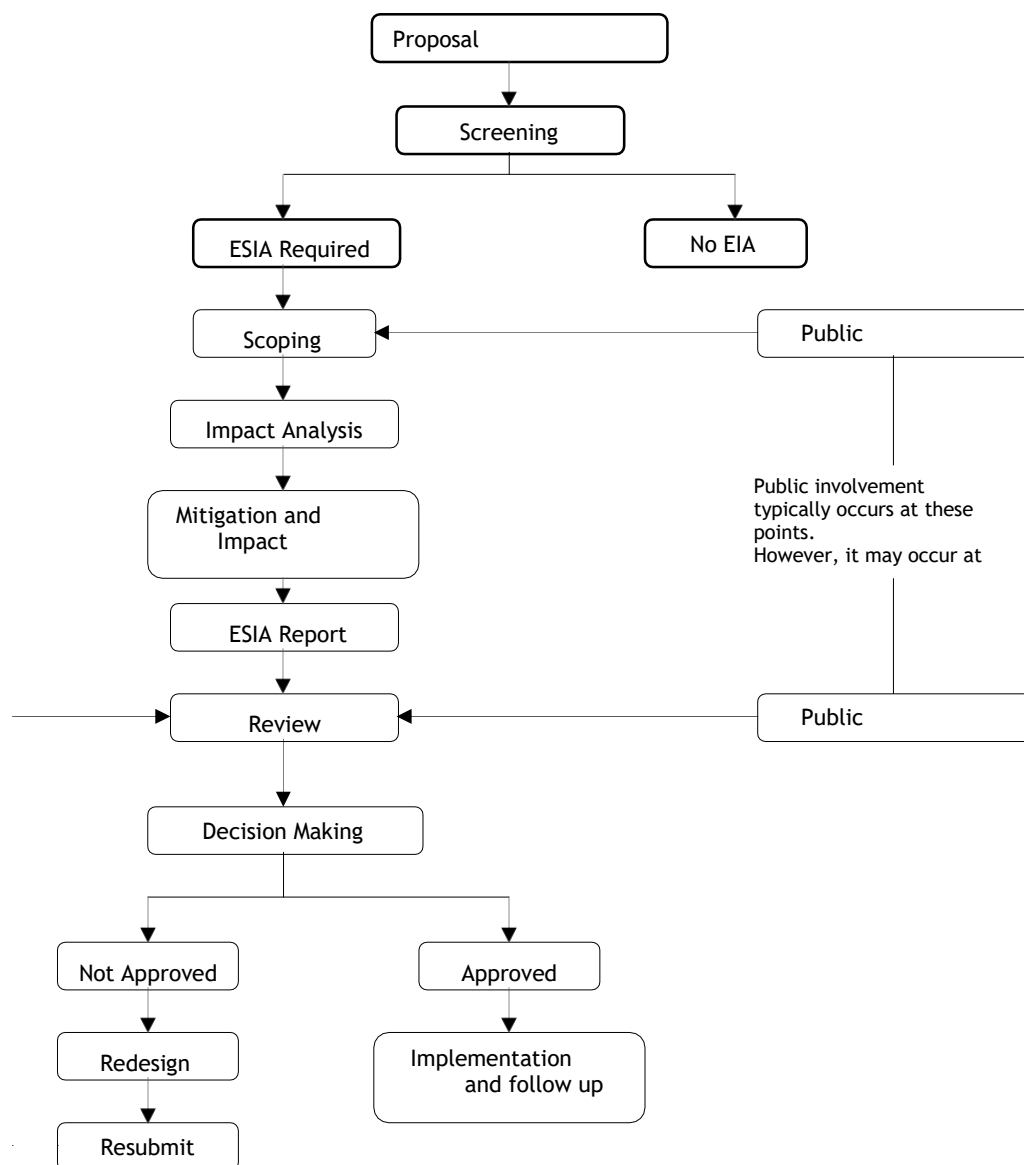 Proposal
Screening
ESIA Required
No EIA
Scoping
Public
Impact Analysis
Public involvement
typically occurs at these
points.
However, it may occur at
Mitigation and
Impact
ESIA Report
Review
Public
Decision Making
Not Approved
Approved
Redesign
Implementation
and follow up
Resubmit